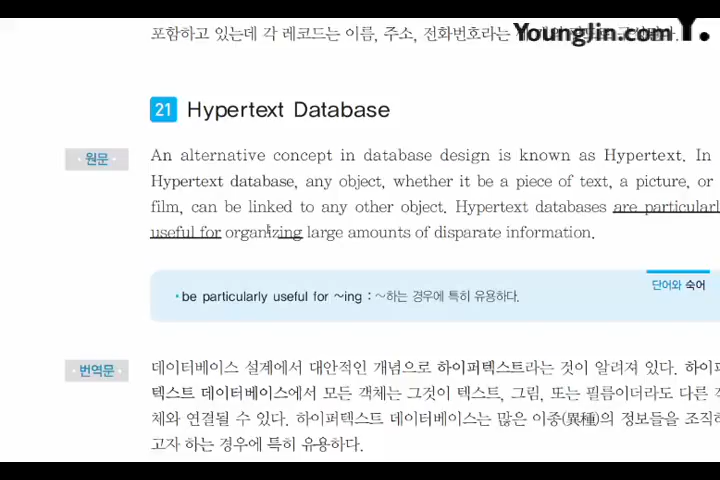 포함하고 있는데 각 레코드는 이름, 주소, 전화번호라는
Younglin.com Y.
21 Hypertext Database
원문
An alternative concept in database design is known as Hypertext. In
Hypertext database, any object, whether it be a piece of text, a picture, or
film, can be linked to any other object. Hypertext databases are particularl
useful for organizing large amounts of disparate information.
단어와 숙어
• be particularly useful for ~ing : ~하는 경우에 특히 유용하다.
번역문
데이터베이스 설계에서 대안적인 개념으로 하이퍼텍스트라는 것이 알려져 있다. 하이퍼
텍스트 데이터베이스에서 모든 객체는 그것이 텍스트, 그림, 또는 필름이더라도 다른 객
체와 연결될 수 있다. 하이퍼텍스트 데이터베이스는 많은 이종(異種)의 정보들을 조직하
고자 하는 경우에 특히 유용하다.